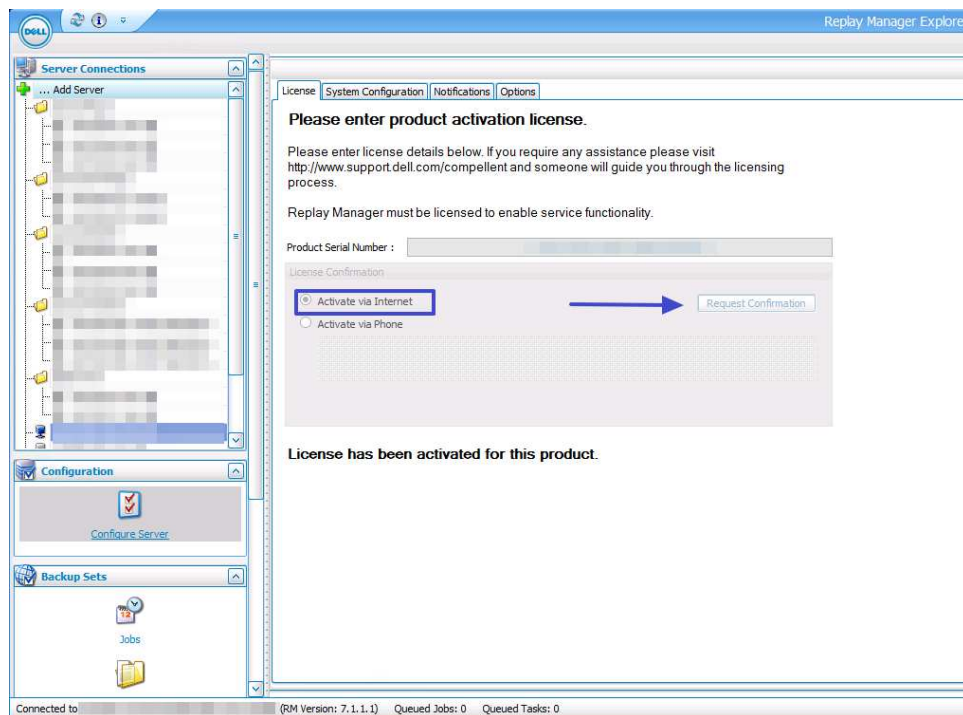 DELL
Replay Manager Explore
Server Connections
... Add Server
License System Configuration Notifications Options
Please enter product activation license.
Please enter license details below. If you require any assistance please visit
http://www.support.dell.com/compellent and someone will guide you through the licensing
process.
Replay Manager must be licensed to enable service functionality.
Product Serial Number :
License Confirmation
Activate via Internet
Request Confirmation
Activate via Phone
License has been activated for this product.
Configuration
Configure Server
Backup Sets
12
Jobs
Connected to (RM Version: 7.1.1.1) Queued Jobs: 0 Queued Tasks: 0